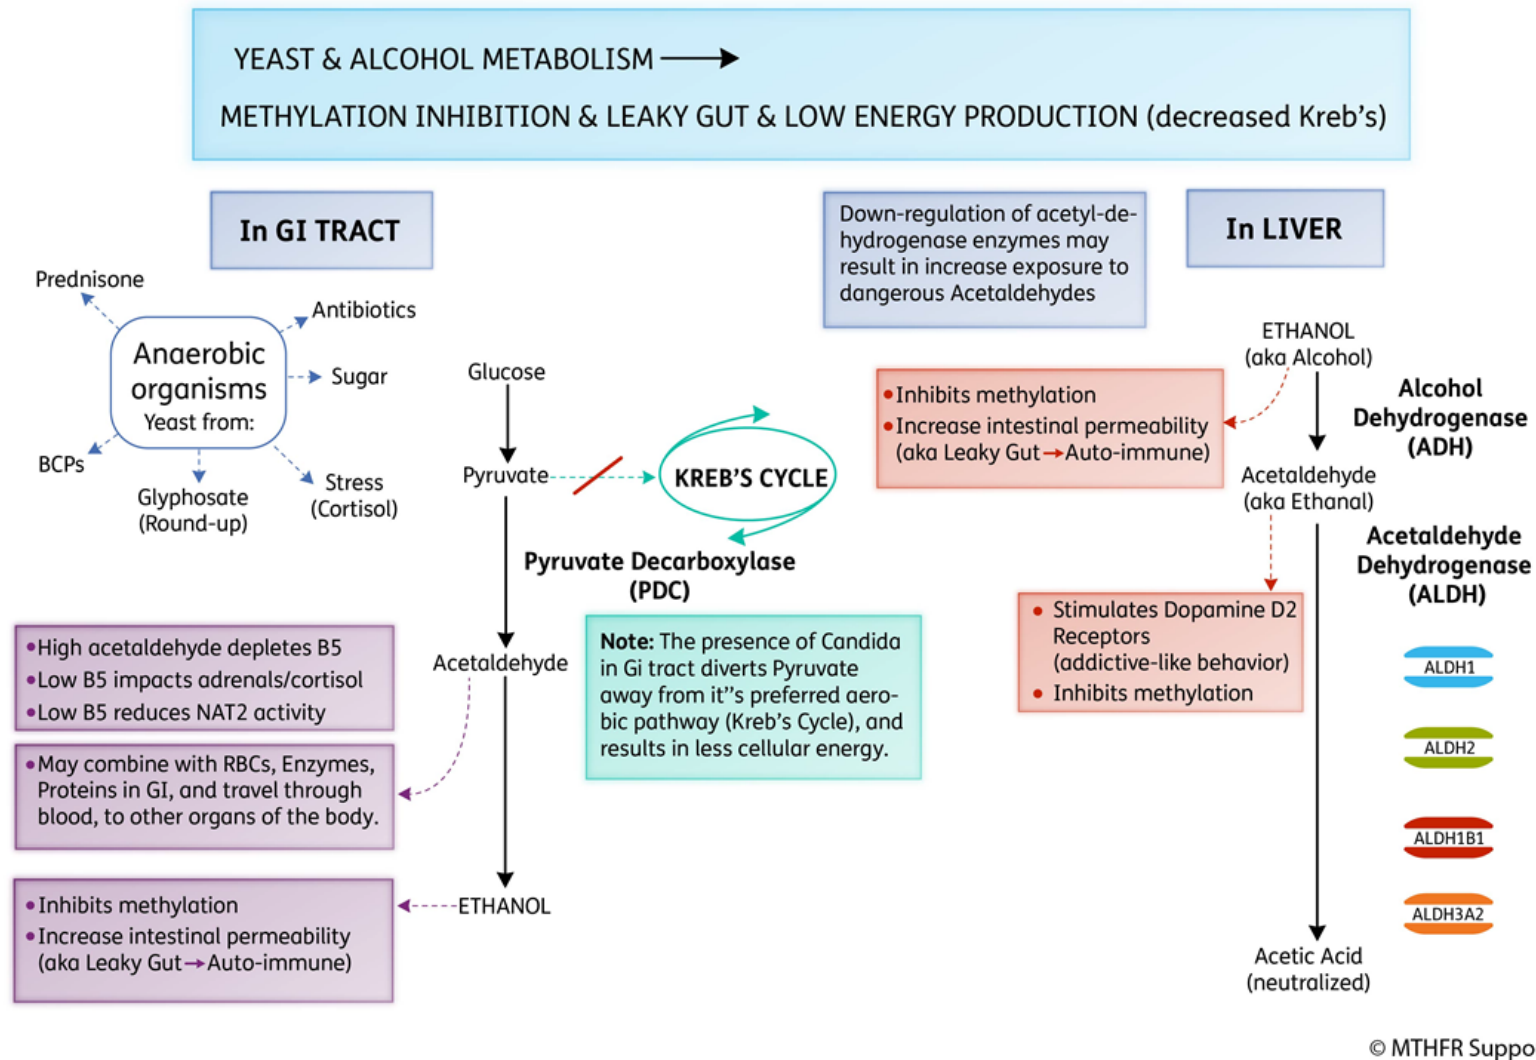 YEAST & ALCOHOL METABOLISM
METHYLATION INHIBITION & LEAKY GUT & LOW ENERGY PRODUCTION (decreased Kreb's)
In GI TRACT
Prednisone
Antibiotics
Anaerobic
organisms
Yeast from:
Sugar
BCPs
Glyphosate
(Round-up)
Stress
(Cortisol)
Glucose
Pyruvate
KREB'S CYCLE
Pyruvate Decarboxylase
(PDC)
Acetaldehyde
ETHANOL
•High acetaldehyde depletes B5
•Low B5 impacts adrenals/cortisol
•Low B5 reduces NAT2 activity
•May combine with RBCs, Enzymes,
Proteins in GI, and travel through
blood, to other organs of the body.
•Inhibits methylation
•Increase intestinal permeability
(aka Leaky Gut→Auto-immune)
Note: The presence of Candida
in Gi tract diverts Pyruvate
away from it"s preferred aero-
bic pathway (Kreb's Cycle), and
results in less cellular energy.
Down-regulation of acetyl-de-
hydrogenase enzymes may
result in increase exposure to
dangerous Acetaldehydes
In LIVER
ETHANOL
(aka Alcohol)
•Inhibits methylation
•Increase intestinal permeability
(aka Leaky Gut→Auto-immune)
Alcohol
Dehydrogenase
(ADH)
Acetaldehyde
(aka Ethanal)
Acetaldehyde
Dehydrogenase
(ALDH)
• Stimulates Dopamine D2
Receptors
(addictive-like behavior)
• Inhibits methylation
ALDH1
ALDH2
ALDH1B1
ALDH3A2
Acetic Acid
(neutralized)
© MTHFR Suppo